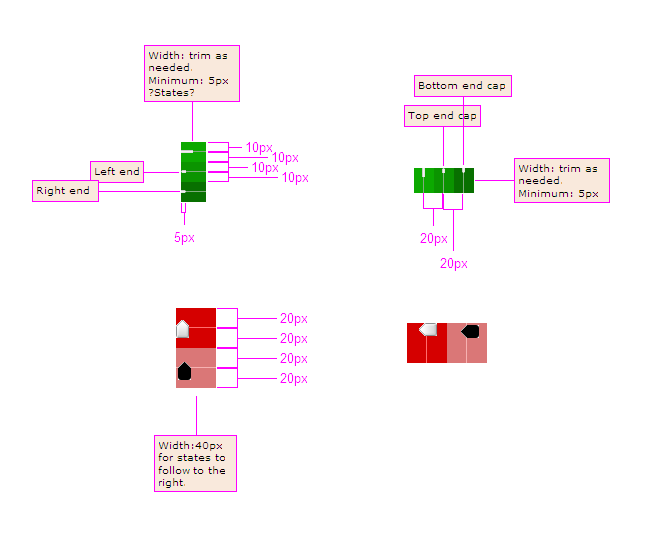 Width: trim as
needed.
Minimum: 5px
?States?
Bottom end cap
Top end cap
10px
10px
10px
10px
Left end
Right end
Width: trim as
needed.
Minimum: 5px
5px
20px
20px
20px
20px
20px
20px
Width:40px
for states to
follow to the
right.